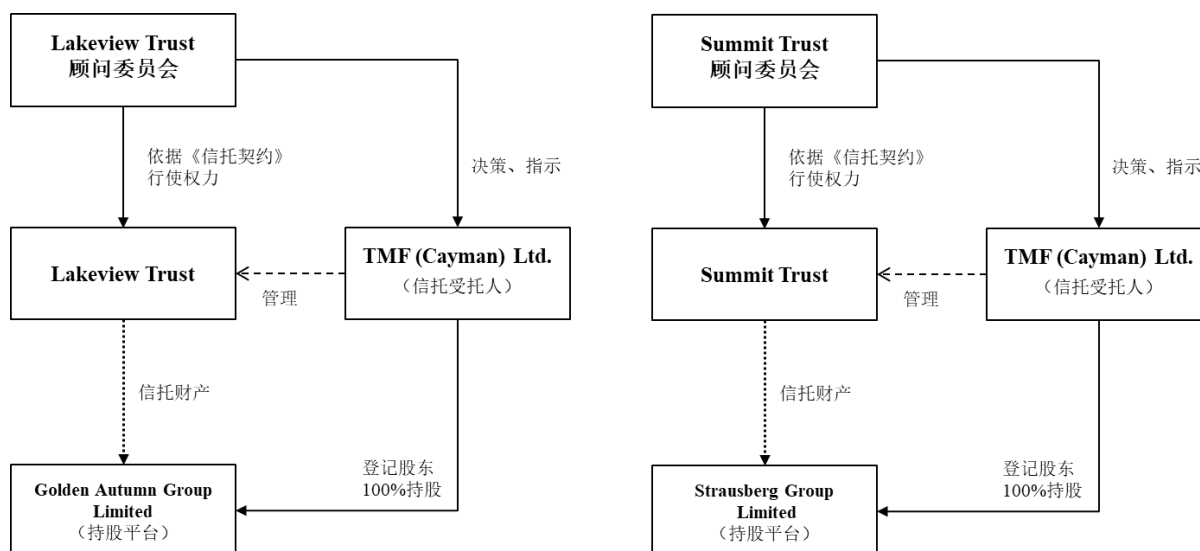 Lakeview Trust
顾问委员会
依据《信托契约》
行使权力
决策、指示
Lakeview Trust
TMF (Cayman) Ltd.
（信托受托人）
管理
信托财产
登记股东
100%持股
Golden Autumn Group
Limited
（持股平台）
Summit Trust
顾问委员会
依据《信托契约》
行使权力
决策、指示
Summit Trust
TMF (Cayman) Ltd.
（信托受托人）
管理
信托财产
登记股东
100%持股
Strausberg Group
Limited
（持股平台）